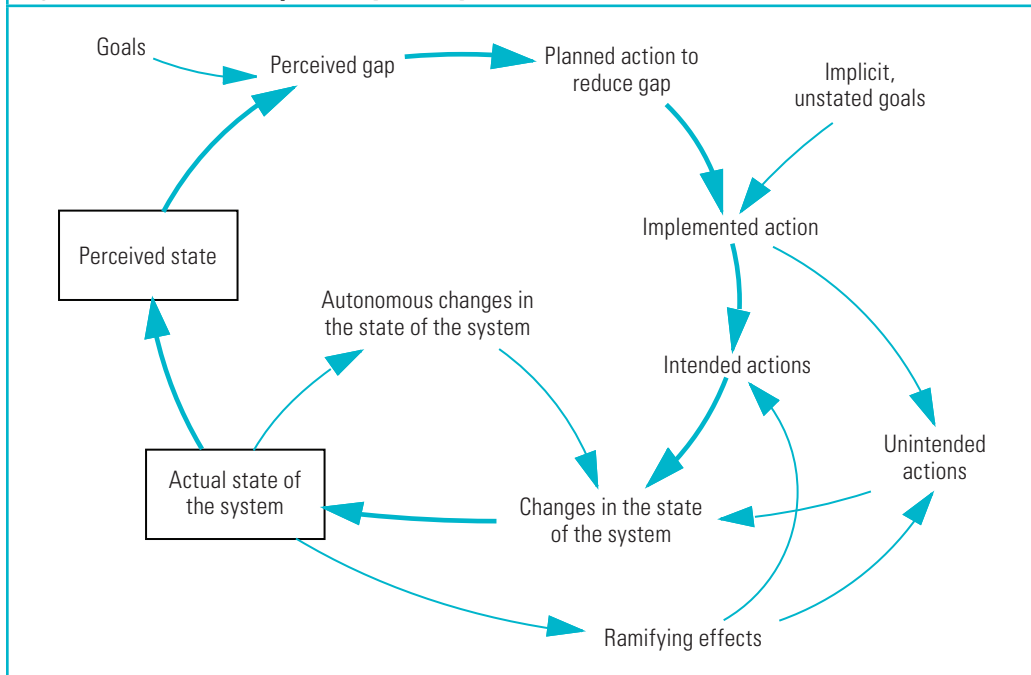 Goals
Perceived gap
Planned action to
reduce gap
Implicit,
unstated goals
Implemented action
Perceived state
Autonomous changes in
the state of the system
Intended actions
Unintended
actions
Actual state of
the system
Changes in the state
of the system
Ramifying effects